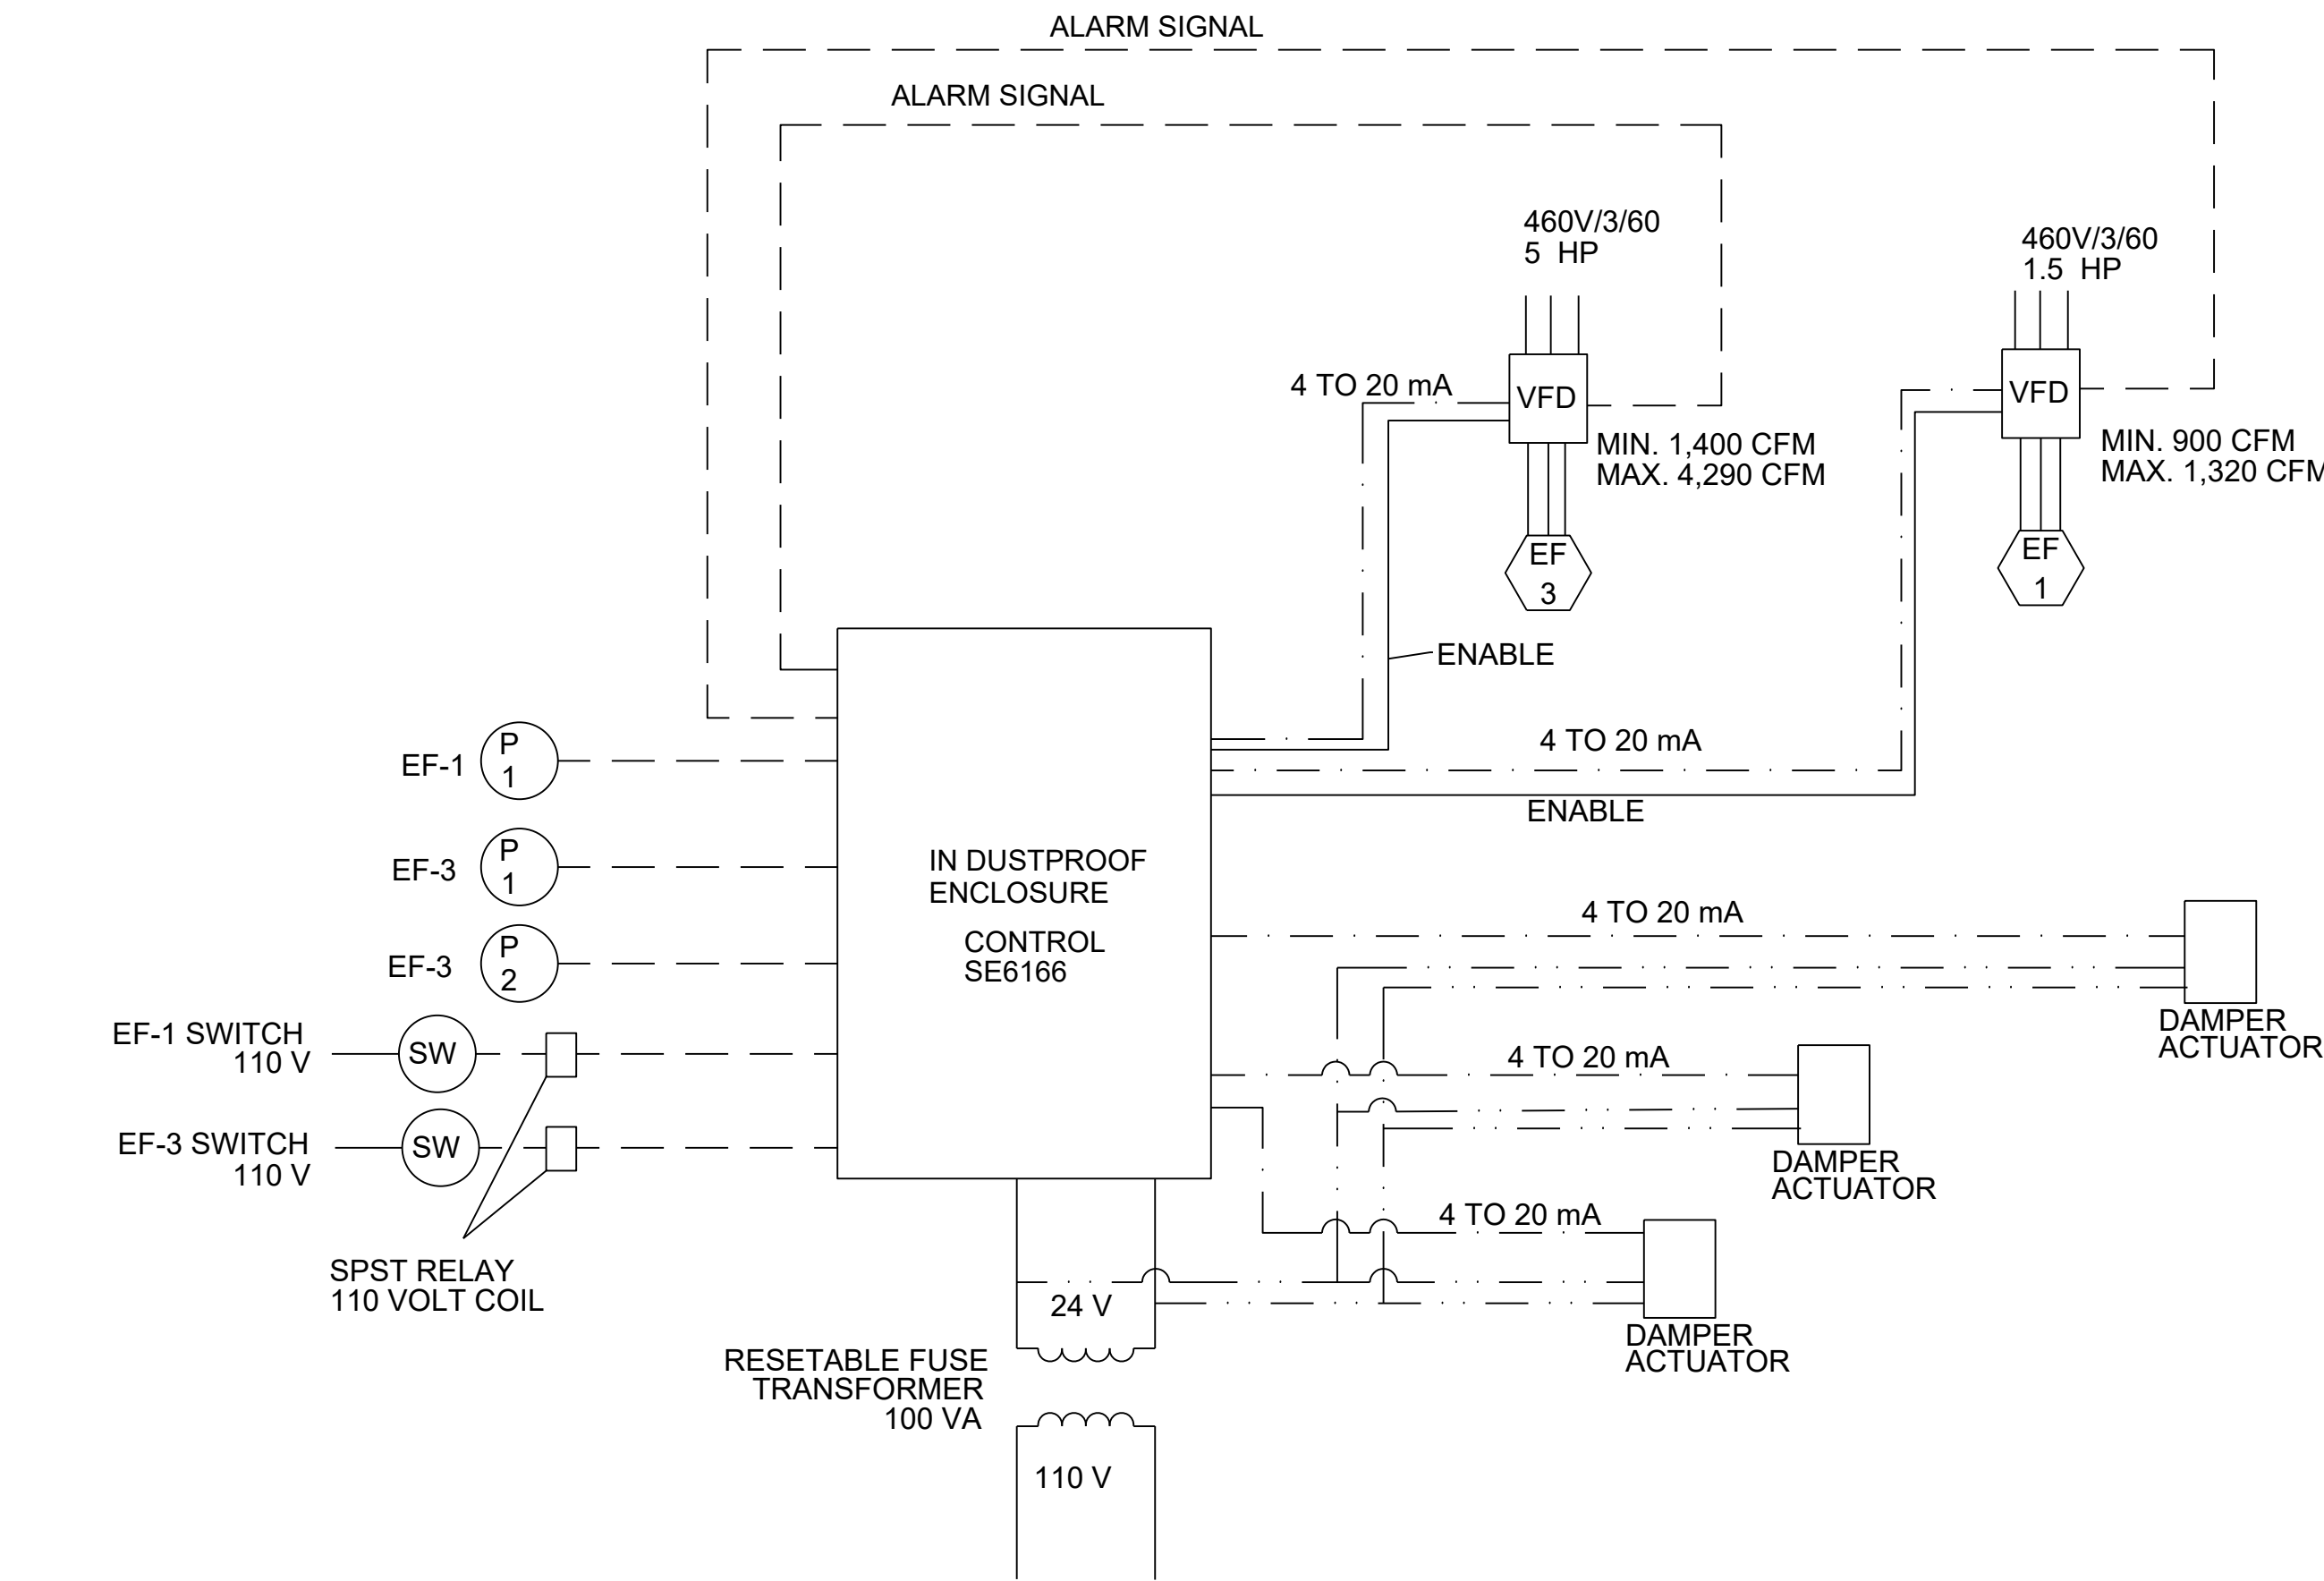 ALARM SIGNAL
ALARM SIGNAL
460V/3/60
5 HP
460V/3/60
1.5 HP
4 TO 20 mA
VFD
VFD
MIN. 1,400 CFM
MAX. 4,290 CFM
MIN. 900 CFM
MAX. 1,320 CFM
EF
3
EF
1
ENABLE
4 TO 20 mA
ENABLE
EF-1
P
1
EF-3
P
1
EF-3
P
2
IN DUSTPROOF
ENCLOSURE
CONTROL
SE6166
4 TO 20 mA
DAMPER
ACTUATOR
EF-1 SWITCH
110 V
SW
4 TO 20 mA
DAMPER
ACTUATOR
EF-3 SWITCH
110 V
SW
4 TO 20 mA
DAMPER
ACTUATOR
SPST RELAY
110 VOLT COIL
24 V
RESETABLE FUSE
TRANSFORMER
100 VA
110 V